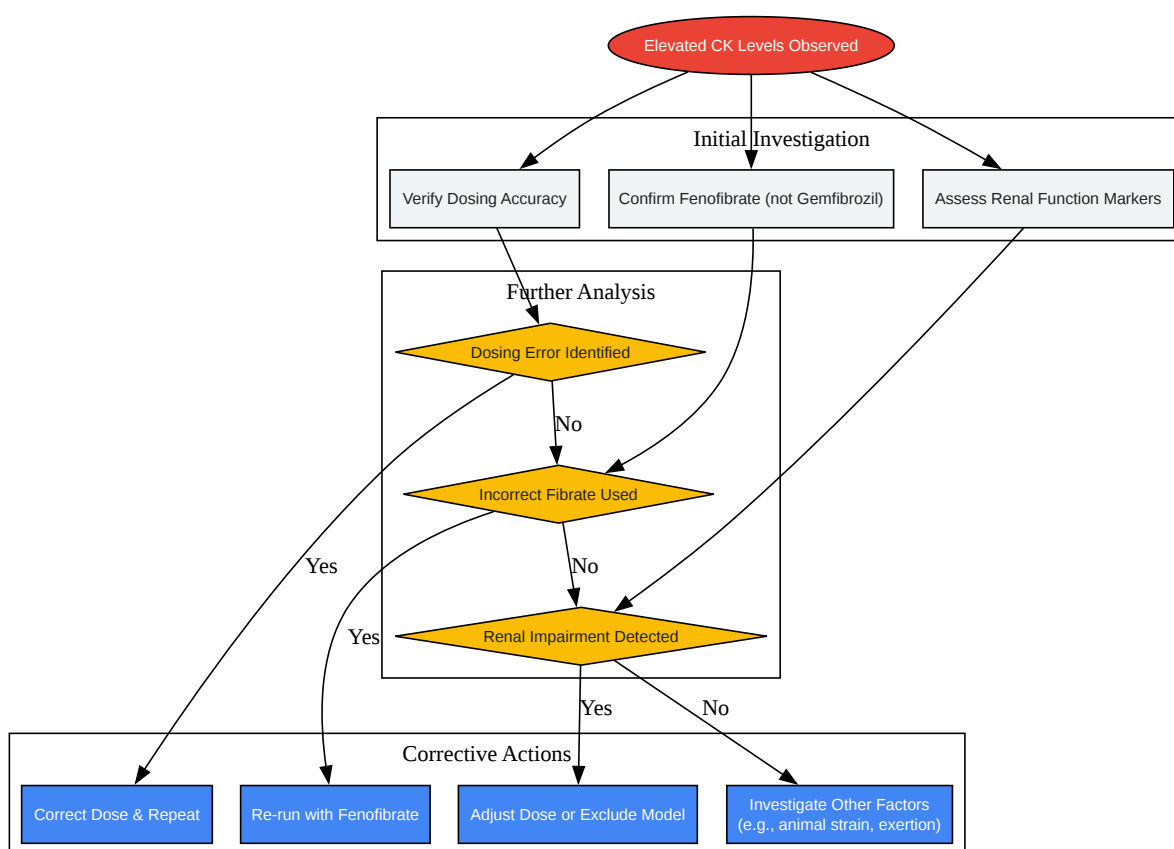 Elevated CK Levels Observed
Initial Investigation
Verify Dosing Accuracy
Confirm Fenofibrate (not Gemfibrozil)
Assess Renal Function Markers
Further Analysis
Dosing Error Identified
No
Incorrect Fibrate Used
Yes
No
Yes
Renal Impairment Detected
Yes
No
Corrective Actions
Correct Dose & Repeat
Re-run with Fenofibrate
Adjust Dose or Exclude Model
Investigate Other Factors
(e.g., animal strain, exertion)